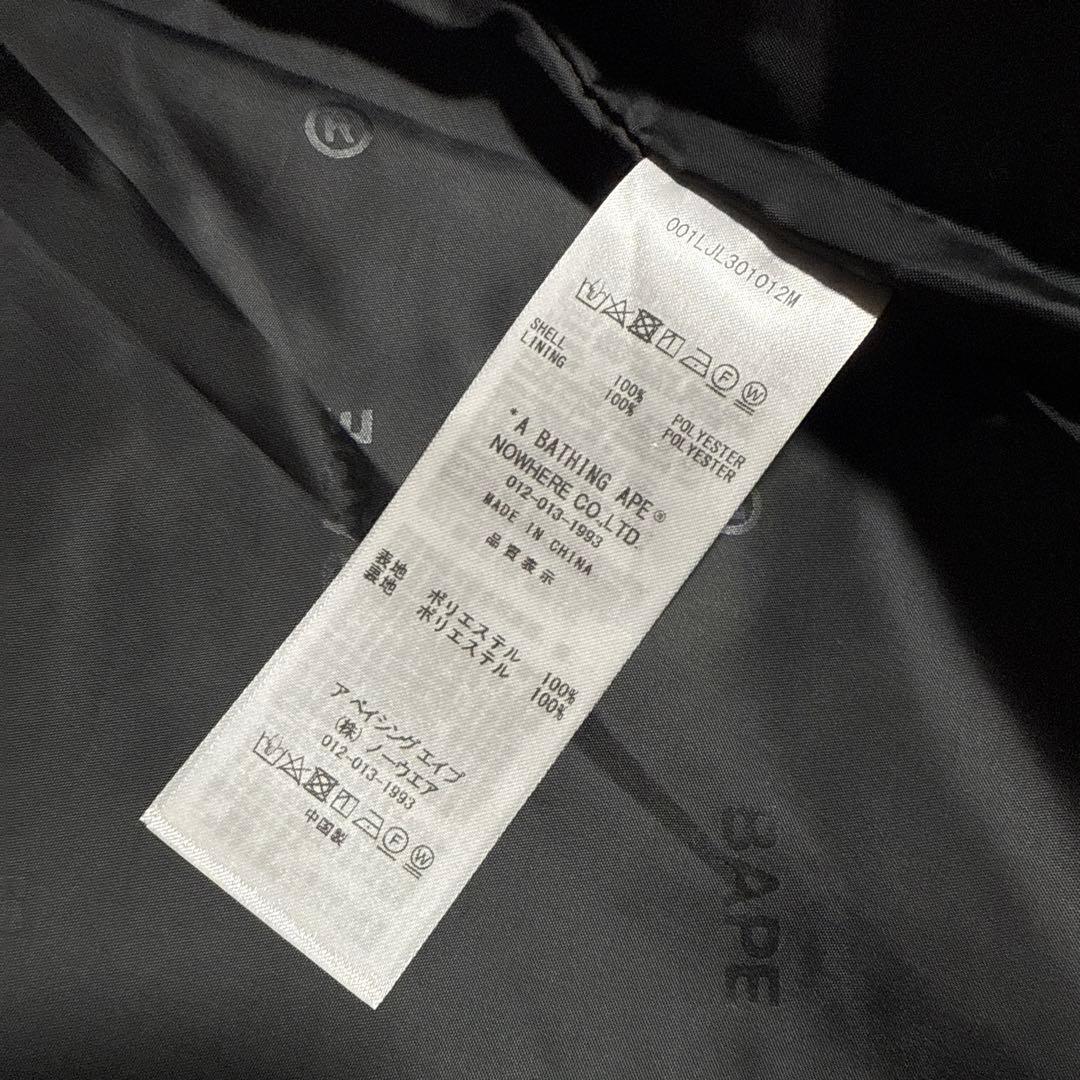 001LJL301012M
SHELL 100% POLYESTER
LINING 100% POLYESTER
*A BATHING APE®
NOWHERE CO.,LTD.
012-013-1993
MADE IN CHINA
品質表示
表地 ポリエステル 100%
裏地 ポリエステル 100%
ア ベイシング エイプ
(株) ノーウエア
012-013-1993
F W
中国製
BAPE
®